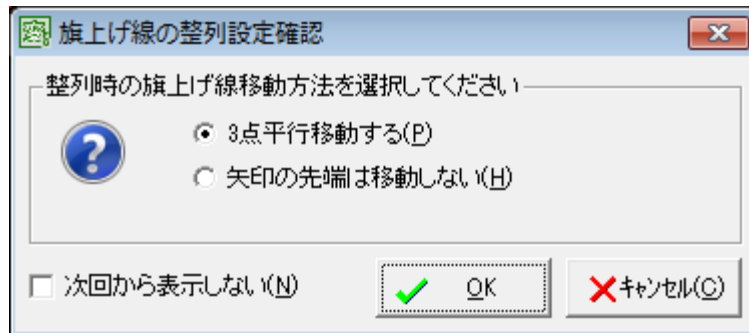 旗上げ線の整列設定確認
整列時の旗上げ線移動方法を選択してください
3点平行移動する(P)
矢印の先端は移動しない(H)
次回から表示しない(N)
OK
キャンセル(C)